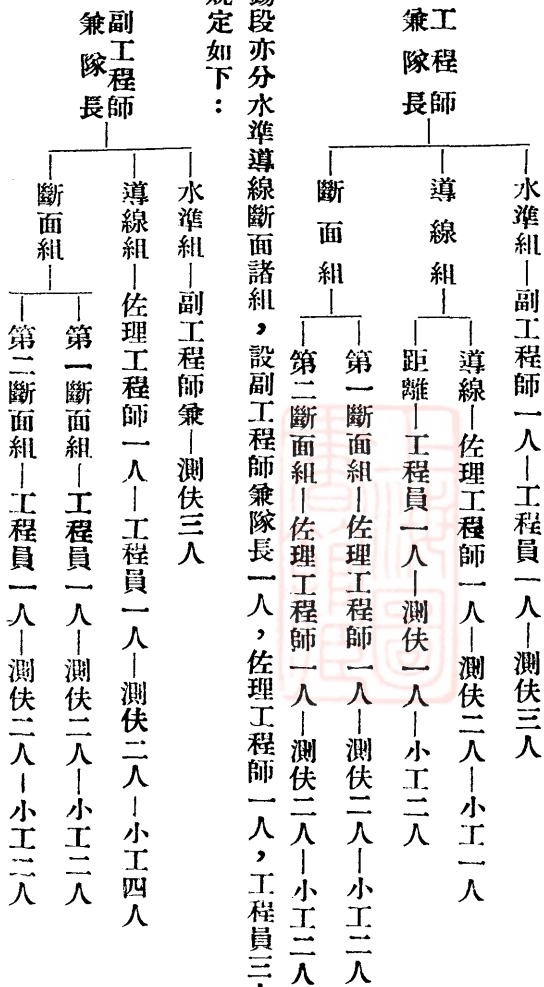 工程師
兼隊長
水準組—副工程師一人—工程員一人—測伕三人
導線組
導線—佐理工程師一人—測伕二人—小工一人
距離—工程員一人—測伕一人—小工二人
斷面組
第一斷面組—佐理工程師一人—測伕二人—小工二人
第二斷面組—佐理工程師一人—測伕二人—小工二人
錫段亦分水準導線斷面諸組，設副工程師兼隊長一人，佐理工程師一人，工程員三
規定如下：
副工程師
兼隊長
水準組—副工程師兼—測伕三人
導線組—佐理工程師一人—工程員一人—測伕二人—小工四人
斷面組
第一斷面組—工程員一人—測伕二人—小工二人
第二斷面組—工程員一人—測伕二人—小工二人